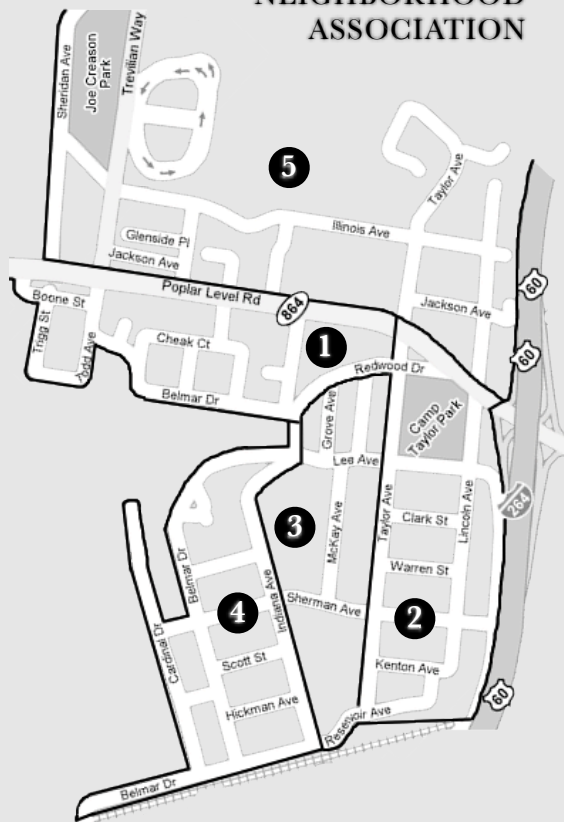 NEIGHBORHOOD
ASSOCIATION
Sheridan Ave
Joe Creason
Park
Trevilian Way
5
Taylor Ave
Illinois Ave
Glenside Pl
Jackson Ave
Poplar Level Rd
864
60
Jackson Ave
Boone St
Trigg St
Todd Ave
Cheak Ct
1
60
Redwood Dr
Belmar Dr
Grove Ave
Camp
Taylor Park
Lee Ave
264
Taylor Ave
Clark St
Lincoln Ave
3
McKay Ave
Belmar Dr
Indiana Ave
Warren St
4
Sherman Ave
2
Cardinal Dr
Scott St
Kenton Ave
60
Hickman Ave
Reservoir Ave
Belmar Dr